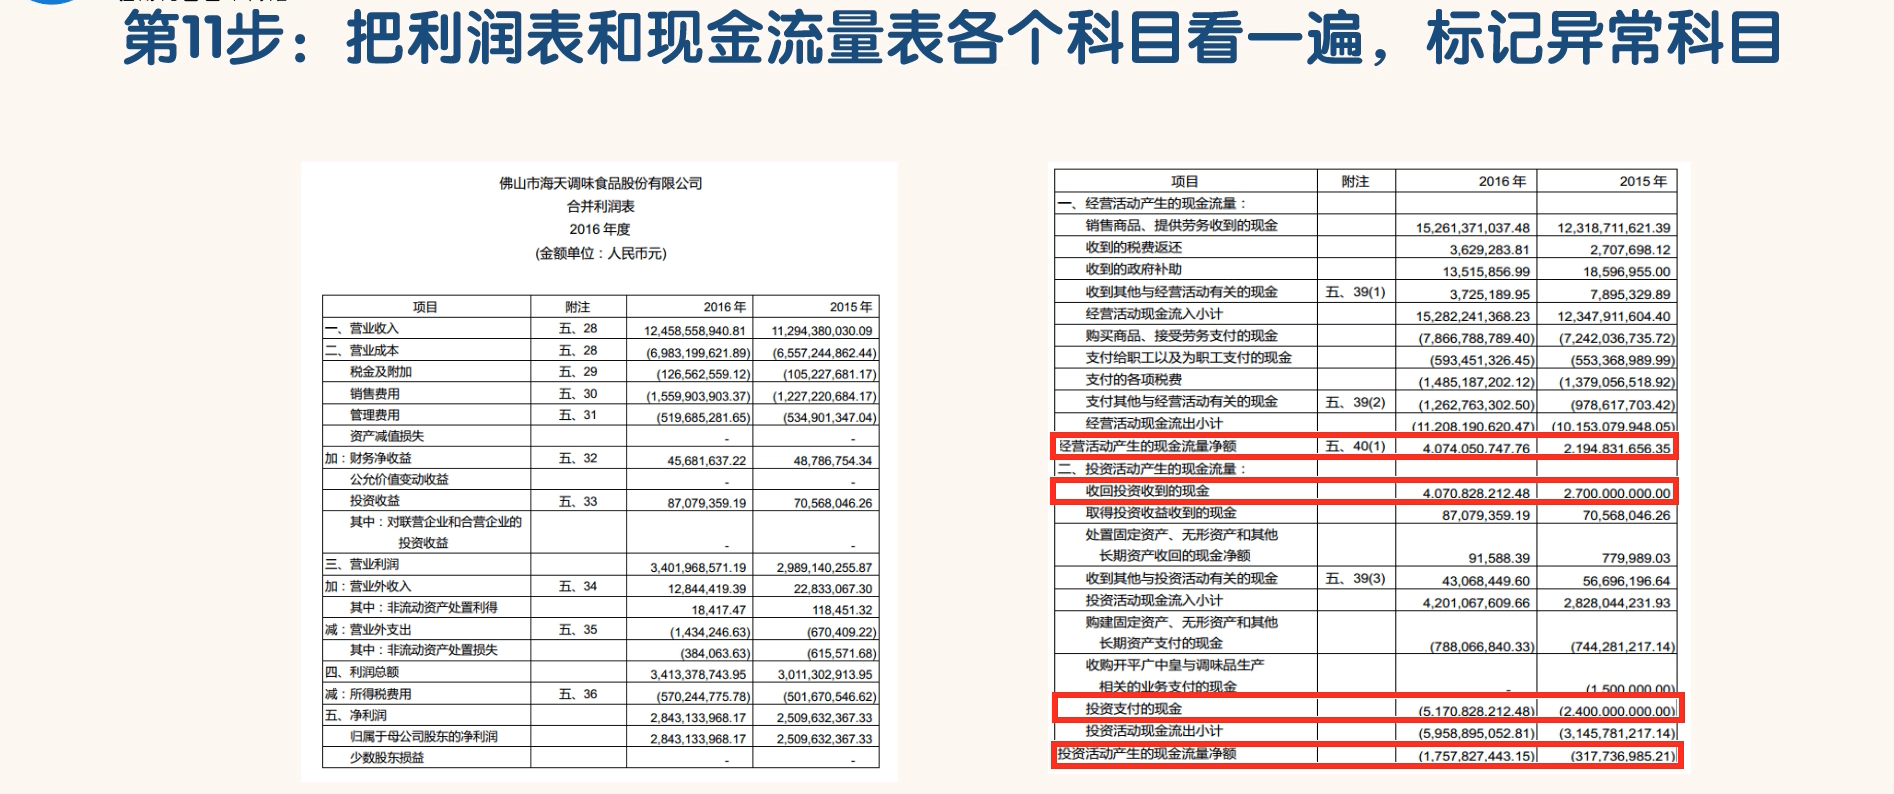 第11步：把利润表和现金流量表各个科目看一遍，标记异常科目
佛山市海天调味食品股份有限公司
合并利润表
2016 年度
(金额单位：人民币元)
项目 附注 2016 年 2015 年
一、营业收入 五、28 12,458,558,940.81 11,294,380,030.09
二、营业成本 五、28 (6,983,199,621.89) (6,557,244,862.44)
税金及附加 五、29 (126,562,559.12) (105,227,681.17)
销售费用 五、30 (1,559,903,903.37) (1,227,220,684.17)
管理费用 五、31 (519,685,281.65) (534,901,347.04)
资产减值损失 - -
加：财务净收益 五、32 45,681,637.22 48,786,754.34
公允价值变动收益 - -
投资收益 五、33 87,079,359.19 70,568,046.26
其中：对联营企业和合营企业的
投资收益 - -
三、营业利润 3,401,968,571.19 2,989,140,255.87
加：营业外收入 五、34 12,844,419.39 22,833,067.30
其中：非流动资产处置利得 18,417.47 118,451.32
减：营业外支出 五、35 (1,434,246.63) (670,409.22)
其中：非流动资产处置损失 (384,063.63) (615,571.68)
四、利润总额 3,413,378,743.95 3,011,302,913.95
减：所得税费用 五、36 (570,244,775.78) (501,670,546.62)
五、净利润 2,843,133,968.17 2,509,632,367.33
归属于母公司股东的净利润 2,843,133,968.17 2,509,632,367.33
少数股东损益 - -
项目 附注 2016 年 2015 年
一、经营活动产生的现金流量：
销售商品、提供劳务收到的现金 15,261,371,037.48 12,318,711,621.39
收到的税费返还 3,629,283.81 2,707,698.12
收到的政府补助 13,515,856.99 18,596,955.00
收到其他与经营活动有关的现金 五、39(1) 3,725,189.95 7,895,329.89
经营活动现金流入小计 15,282,241,368.23 12,347,911,604.40
购买商品、接受劳务支付的现金 (7,866,788,789.40) (7,242,036,735.72)
支付给职工以及为职工支付的现金 (593,451,326.45) (553,368,989.99)
支付的各项税费 (1,485,187,202.12) (1,379,056,518.92)
支付其他与经营活动有关的现金 五、39(2) (1,262,763,302.50) (978,617,703.42)
经营活动现金流出小计 (11,208,190,620.47) (10,153,079,948.05)
经营活动产生的现金流量净额 五、40(1) 4,074,050,747.76 2,194,831,656.35
二、投资活动产生的现金流量：
收回投资收到的现金 4,070,828,212.48 2,700,000,000.00
取得投资收益收到的现金 87,079,359.19 70,568,046.26
处置固定资产、无形资产和其他
长期资产收回的现金净额 91,588.39 779,989.03
收到其他与投资活动有关的现金 五、39(3) 43,068,449.60 56,696,196.64
投资活动现金流入小计 4,201,067,609.66 2,828,044,231.93
购建固定资产、无形资产和其他
长期资产支付的现金 (788,066,840.33) (744,281,217.14)
收购开平广中皇与调味品生产
相关的业务支付的现金 - (1,500,000.00)
投资支付的现金 (5,170,828,212.48) (2,400,000,000.00)
投资活动现金流出小计 (5,958,895,052.81) (3,145,781,217.14)
投资活动产生的现金流量净额 (1,757,827,443.15) (317,736,985.21)